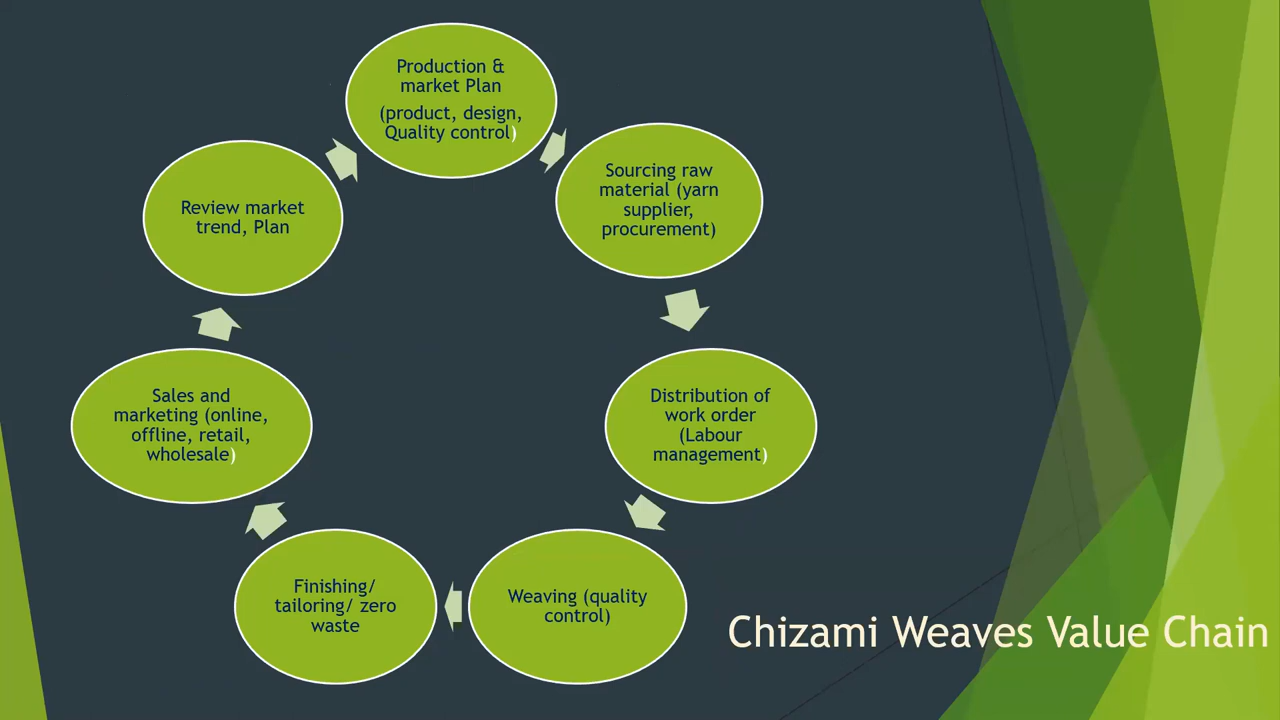 Production &
market Plan
(product, design,
Quality control)
Sourcing raw
material (yarn
supplier,
procurement)
Distribution of
work order
(Labour
management)
Weaving (quality
control)
Finishing/
tailoring/ zero
waste
Sales and
marketing (online,
offline, retail,
wholesale)
Review market
trend, Plan
Chizami Weaves Value Chain